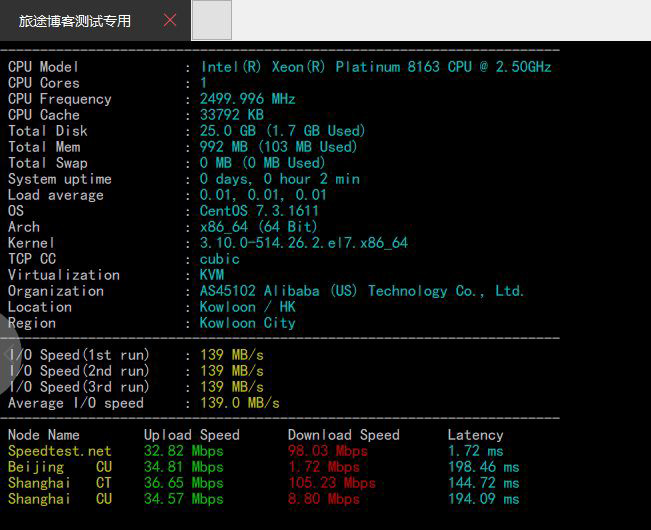 旅途博客测试专用
CPU Model : Intel(R) Xeon(R) Platinum 8163 CPU @ 2.50GHz
CPU Cores : 1
CPU Frequency : 2499.996 MHz
CPU Cache : 33792 KB
Total Disk : 25.0 GB (1.7 GB Used)
Total Mem : 992 MB (103 MB Used)
Total Swap : 0 MB (0 MB Used)
System uptime : 0 days, 0 hour 2 min
Load average : 0.01, 0.01, 0.01
OS : CentOS 7.3.1611
Arch : x86_64 (64 Bit)
Kernel : 3.10.0-514.26.2.el7.x86_64
TCP CC : cubic
Virtualization : KVM
Organization : AS45102 Alibaba (US) Technology Co., Ltd.
Location : Kowloon / HK
Region : Kowloon City
I/O Speed(1st run) : 139 MB/s
I/O Speed(2nd run) : 139 MB/s
I/O Speed(3rd run) : 139 MB/s
Average I/O speed : 139.0 MB/s
Node Name Upload Speed Download Speed Latency
Speedtest.net 32.82 Mbps 98.03 Mbps 1.72 ms
Beijing CU 34.81 Mbps 1.72 Mbps 198.46 ms
Shanghai CT 36.65 Mbps 105.23 Mbps 144.72 ms
Shanghai CU 34.57 Mbps 8.80 Mbps 194.09 ms